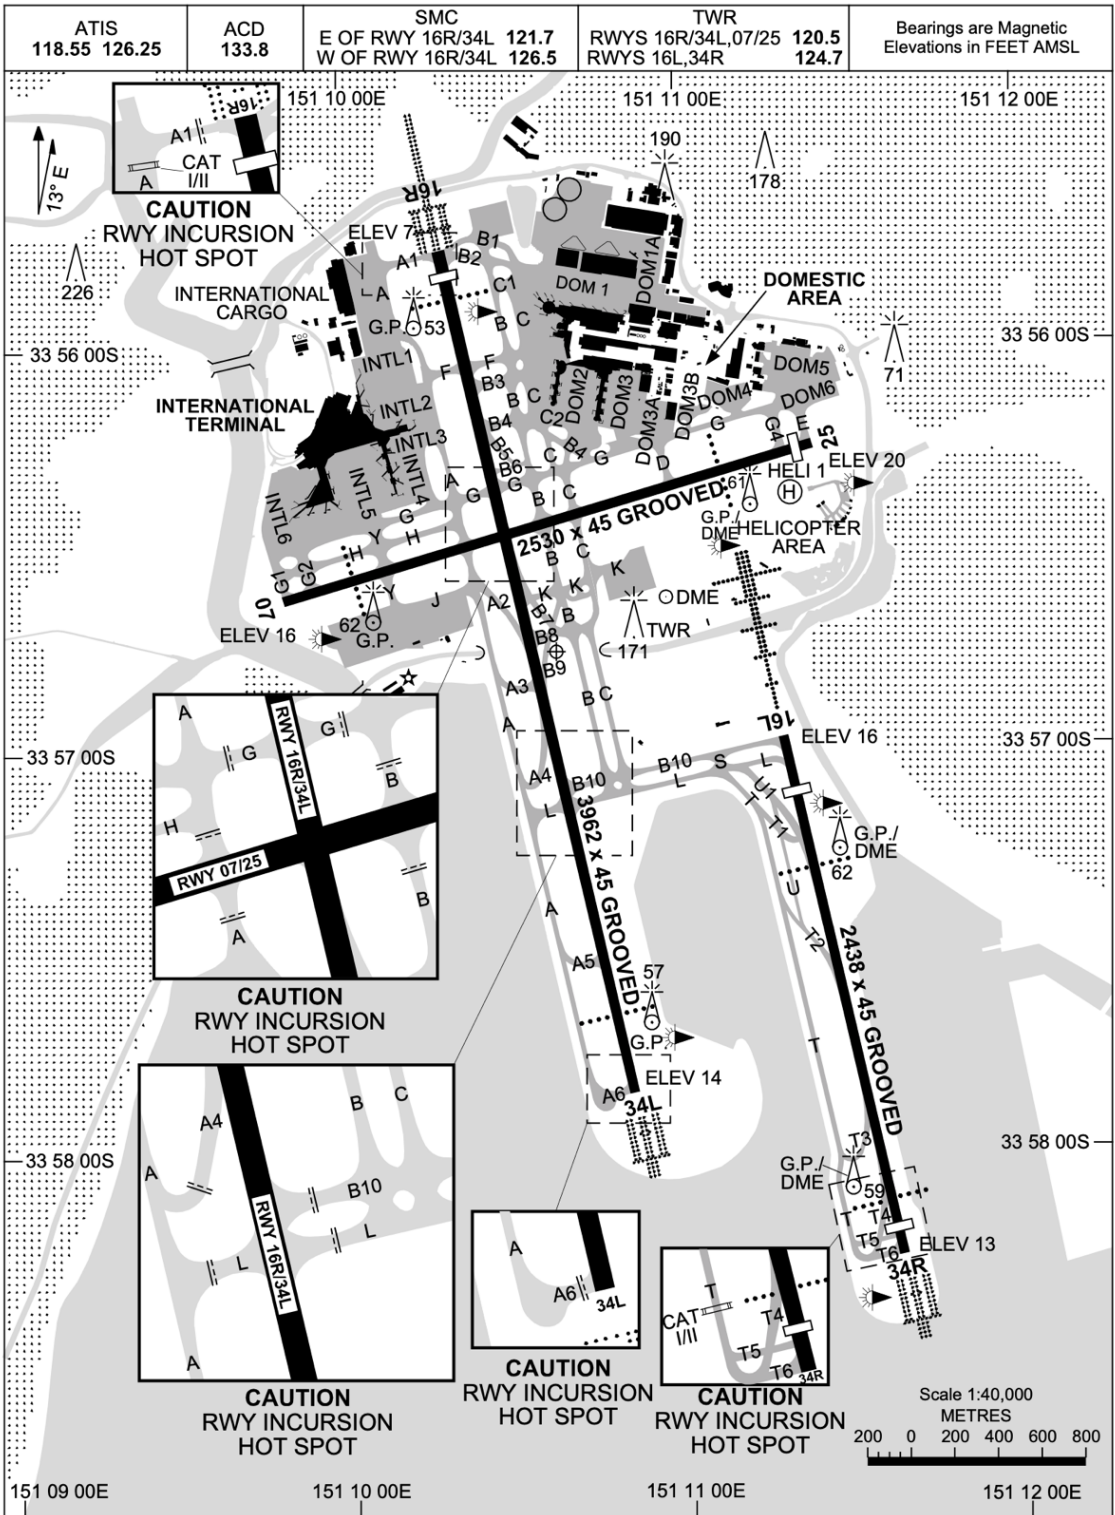 ATIS
118.55 126.25
ACD
133.8
SMC
E OF RWY 16R/34L 121.7
W OF RWY 16R/34L 126.5
TWR
RWYS 16R/34L,07/25 120.5
RWYS 16L,34R 124.7
Bearings are Magnetic
Elevations in FEET AMSL
151 10 00E
151 11 00E
151 12 00E
13° E
16R
A1
CAT
I/II
A
CAUTION
RWY INCURSION
HOT SPOT
226
190
178
16R
ELEV 7
A1
B2
B1
A
C1
INTERNATIONAL
CARGO
G.P.
53
B
C
DOM 1
DOM1A
DOMESTIC
AREA
71
33 56 00S
33 56 00S
INTL1
F
F
B3
B
C
DOM2
DOM3
DOM3A
DOM3B
DOM4
DOM5
DOM6
INTERNATIONAL
TERMINAL
INTL2
INTL3
INTL4
INTL5
INTL6
B4
C2
B5
B4
B6
C
G
D
G
G4
E
25
A
G
G
B
C
61
HELI 1
H
ELEV 20
G.P./
DME
HELICOPTER
AREA
2530 x 45 GROOVED
G
Y
H
H
G1
G2
07
Y
J
A2
B
C
K
K
K
B7
B
B8
B9
DME
TWR
171
ELEV 16
62
G.P.
A3
A
B
C
A
RWY 16R/34L
G
G
B
H
RWY 07/25
A
B
CAUTION
RWY INCURSION
HOT SPOT
33 57 00S
33 57 00S
16L
ELEV 16
A4
B10
L
B10
L
S
L
U1
T
T1
G.P./
DME
62
U
T2
3962 x 45 GROOVED
A
A5
57
G.P.
2438 x 45 GROOVED
T
ELEV 14
A6
34L
A4
B
C
A
B10
L
L
RWY 16R/34L
A
CAUTION
RWY INCURSION
HOT SPOT
33 58 00S
33 58 00S
T3
G.P./
DME
59
T
T4
T5
T6
ELEV 13
34R
A
A6
34L
CAUTION
RWY INCURSION
HOT SPOT
T
CAT
I/II
T4
T5
T6
34R
CAUTION
RWY INCURSION
HOT SPOT
Scale 1:40,000
METRES
200 0 200 400 600 800
151 09 00E
151 10 00E
151 11 00E
151 12 00E